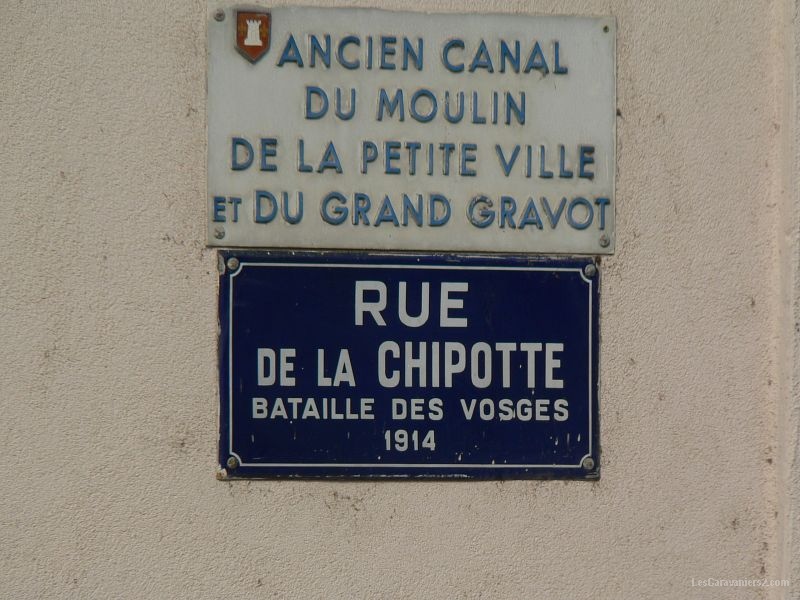 ANCIEN CANAL
DU MOULIN
DE LA PETITE VILLE
ET DU GRAND GRAVOT
RUE
DE LA CHIPOTTE
BATAILLE DES VOSGES
1914
LesCaravaniers2.com